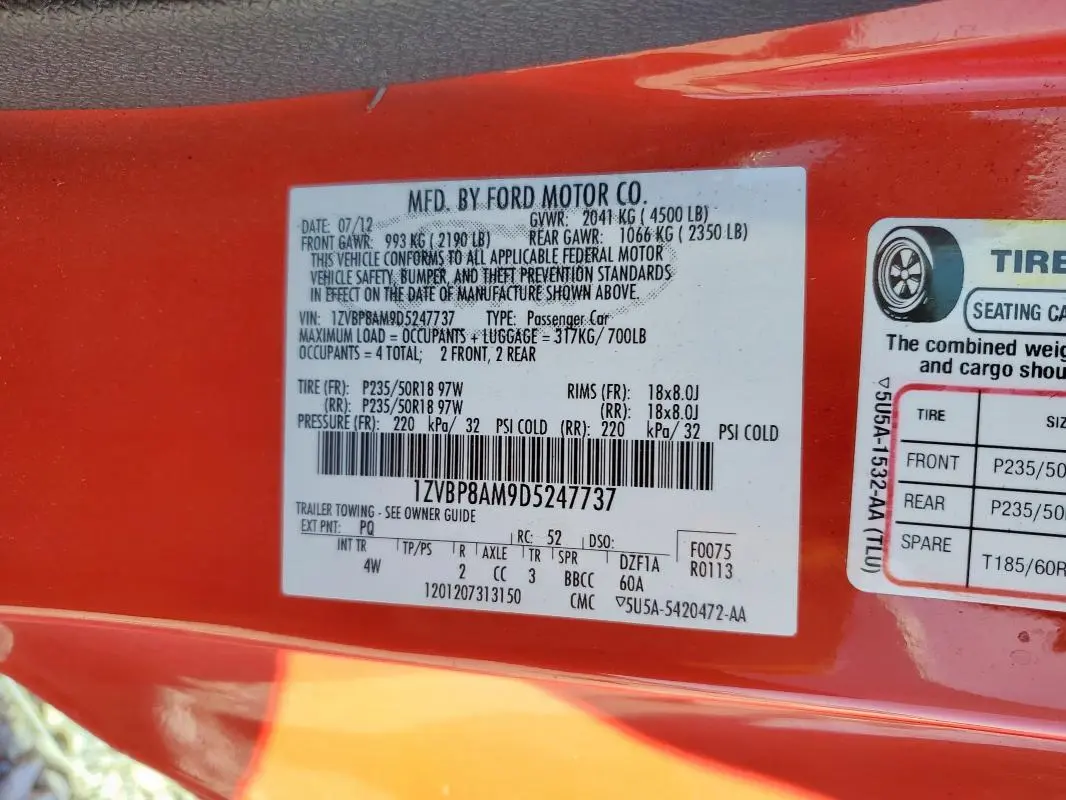 MFD. BY FORD MOTOR CO.
DATE: 07/12 GVWR: 2041 KG ( 4500 LB)
FRONT GAWR: 993 KG ( 2190 LB) REAR GAWR: 1066 KG ( 2350 LB)
THIS VEHICLE CONFORMS TO ALL APPLICABLE FEDERAL MOTOR
VEHICLE SAFETY, BUMPER, AND THEFT PREVENTION STANDARDS
IN EFFECT ON THE DATE OF MANUFACTURE SHOWN ABOVE.
VIN: 1ZVBP8AM9D5247737 TYPE: Passenger Car
MAXIMUM LOAD = OCCUPANTS + LUGGAGE = 317KG/ 700LB
OCCUPANTS = 4 TOTAL; 2 FRONT, 2 REAR
TIRE (FR): P235/50R18 97W RIMS (FR): 18x8.0J
(RR): P235/50R18 97W (RR): 18x8.0J
PRESSURE (FR): 220 kPa/ 32 PSI COLD (RR): 220 kPa/ 32 PSI COLD
1ZVBP8AM9D5247737
TRAILER TOWING - SEE OWNER GUIDE
EXT PNT: PQ RC: 52 DSO: F0075
INT TR TP/PS R AXLE TR SPR DZF1A R0113
4W 2 CC 3 BBCC 60A
1201207313150 CMC ▽5U5A-5420472-AA
TIRE
SEATING CA
The combined weig
and cargo shou
▽5U5A-1532-AA (TLU)
TIRE SIZ
FRONT P235/50
REAR P235/50
SPARE T185/60R